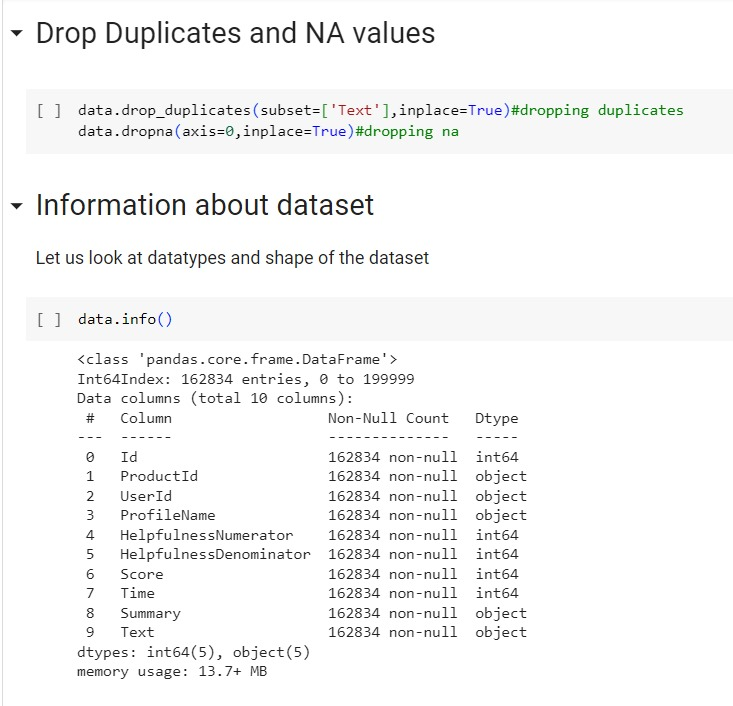 Drop Duplicates and NA values
[ ] data.drop_duplicates(subset=['Text'],inplace=True)#dropping duplicates
data.dropna(axis=0,inplace=True)#dropping na
Information about dataset
Let us look at datatypes and shape of the dataset
[ ] data.info()
<class 'pandas.core.frame.DataFrame'>
Int64Index: 162834 entries, 0 to 199999
Data columns (total 10 columns):
 #   Column                  Non-Null Count   Dtype
---  ------                  --------------   -----
 0   Id                      162834 non-null  int64
 1   ProductId               162834 non-null  object
 2   UserId                  162834 non-null  object
 3   ProfileName             162834 non-null  object
 4   HelpfulnessNumerator    162834 non-null  int64
 5   HelpfulnessDenominator  162834 non-null  int64
 6   Score                   162834 non-null  int64
 7   Time                    162834 non-null  int64
 8   Summary                 162834 non-null  object
 9   Text                    162834 non-null  object
dtypes: int64(5), object(5)
memory usage: 13.7+ MB